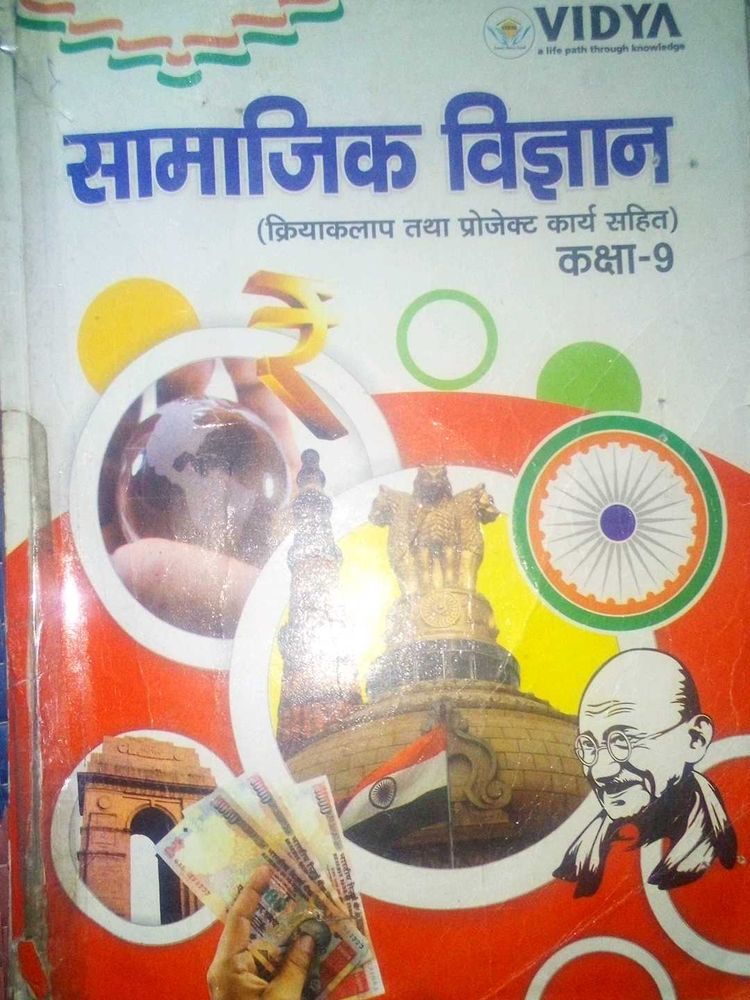 VIDYA
a life path through knowledge
सामाजिक विज्ञान
(क्रियाकलाप तथा प्रोजेक्ट कार्य सहित)
कक्षा-9